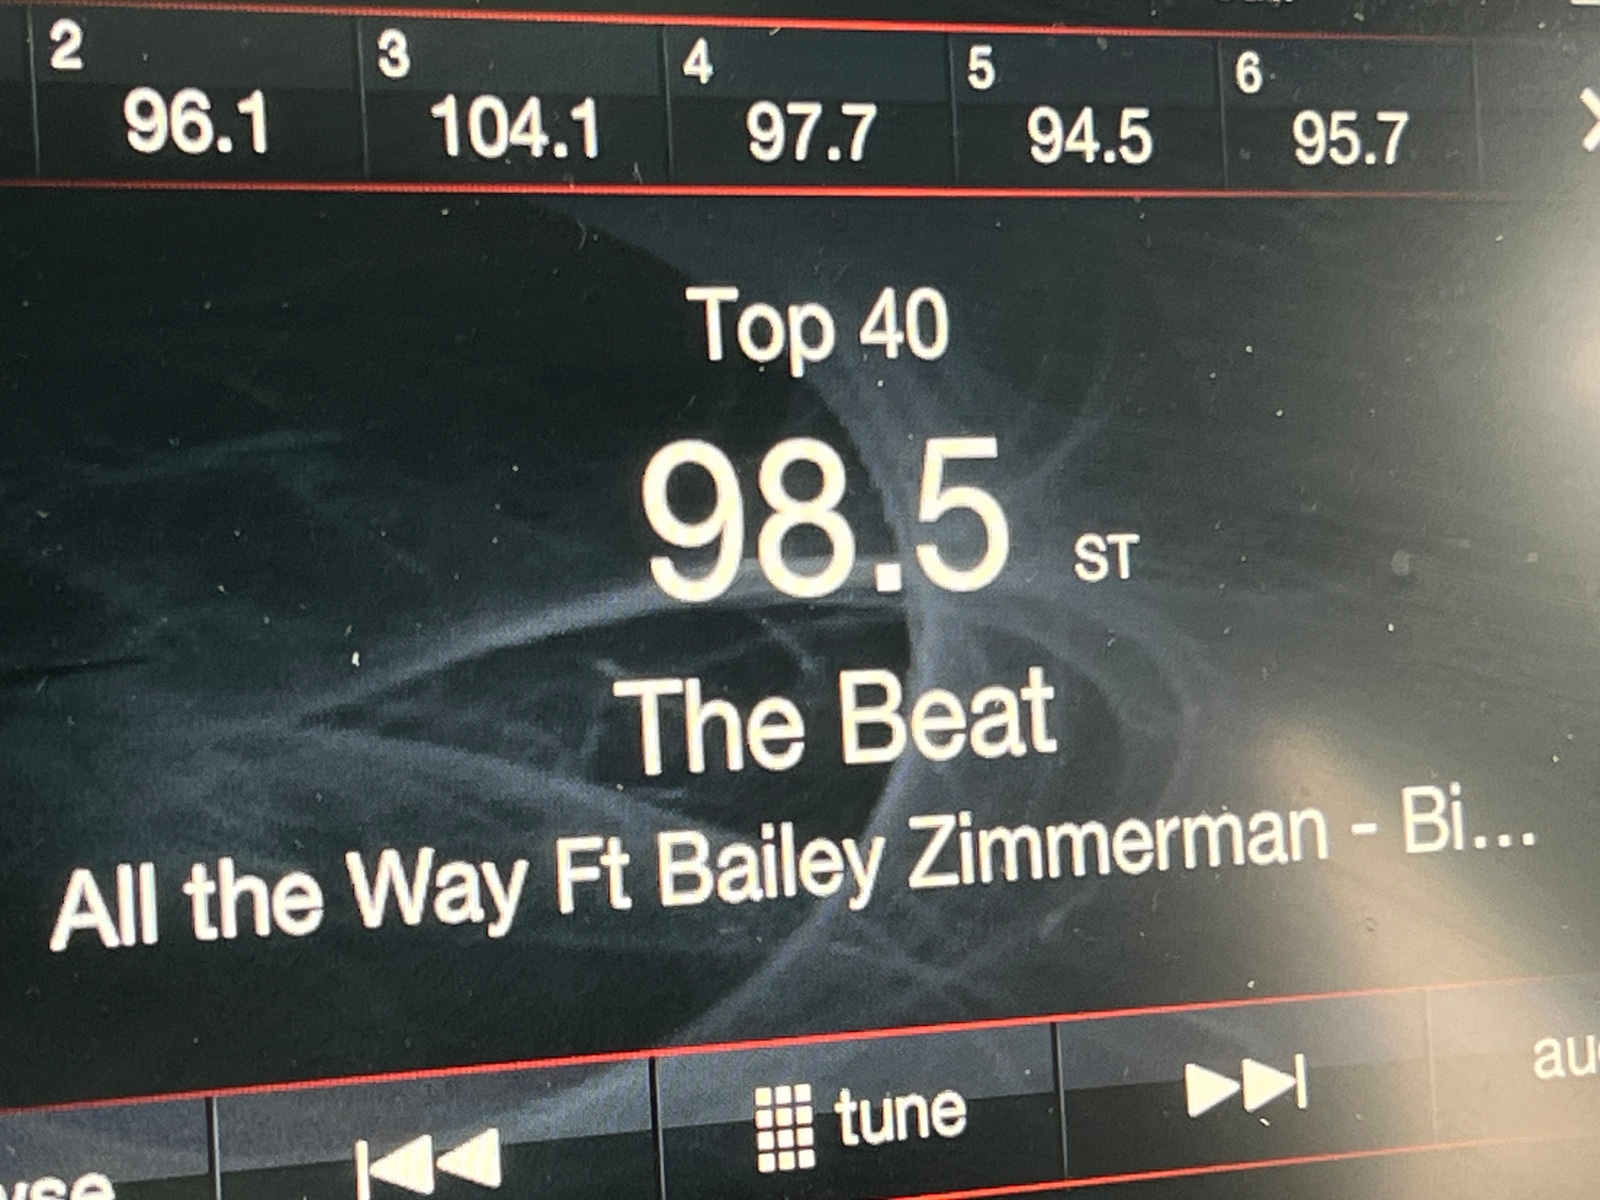 2 3 4 5 6
96.1 104.1 97.7 94.5 95.7
Top 40
98.5 ST
The Beat
All the Way Ft Bailey Zimmerman - Bi...
tune